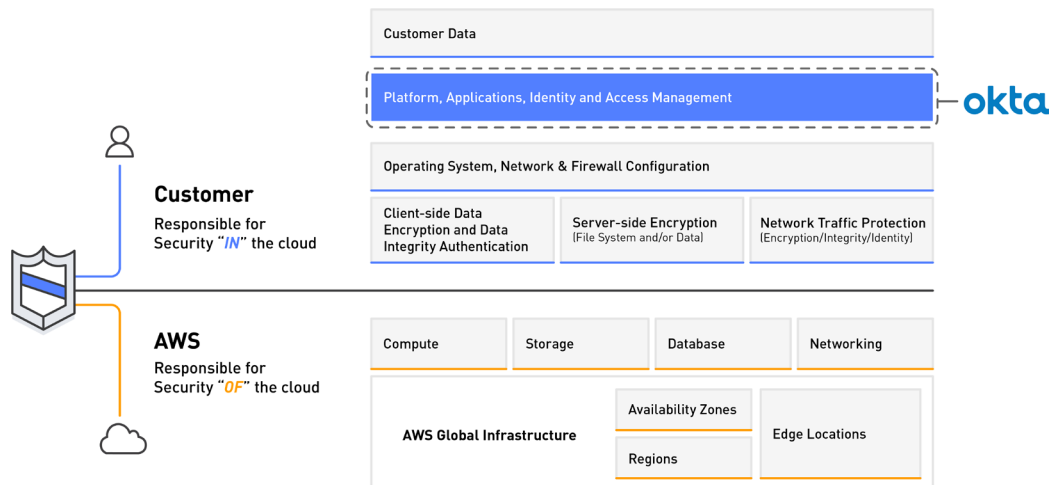 Customer Data
Platform, Applications, Identity and Access Management
okta
Operating System, Network & Firewall Configuration
Customer
Responsible for
Security “IN” the cloud
Client-side Data
Encryption and Data
Integrity Authentication
Server-side Encryption
(File System and/or Data)
Network Traffic Protection
(Encryption/Integrity/Identity)
AWS
Responsible for
Security “OF” the cloud
Compute
Storage
Database
Networking
AWS Global Infrastructure
Availability Zones
Regions
Edge Locations